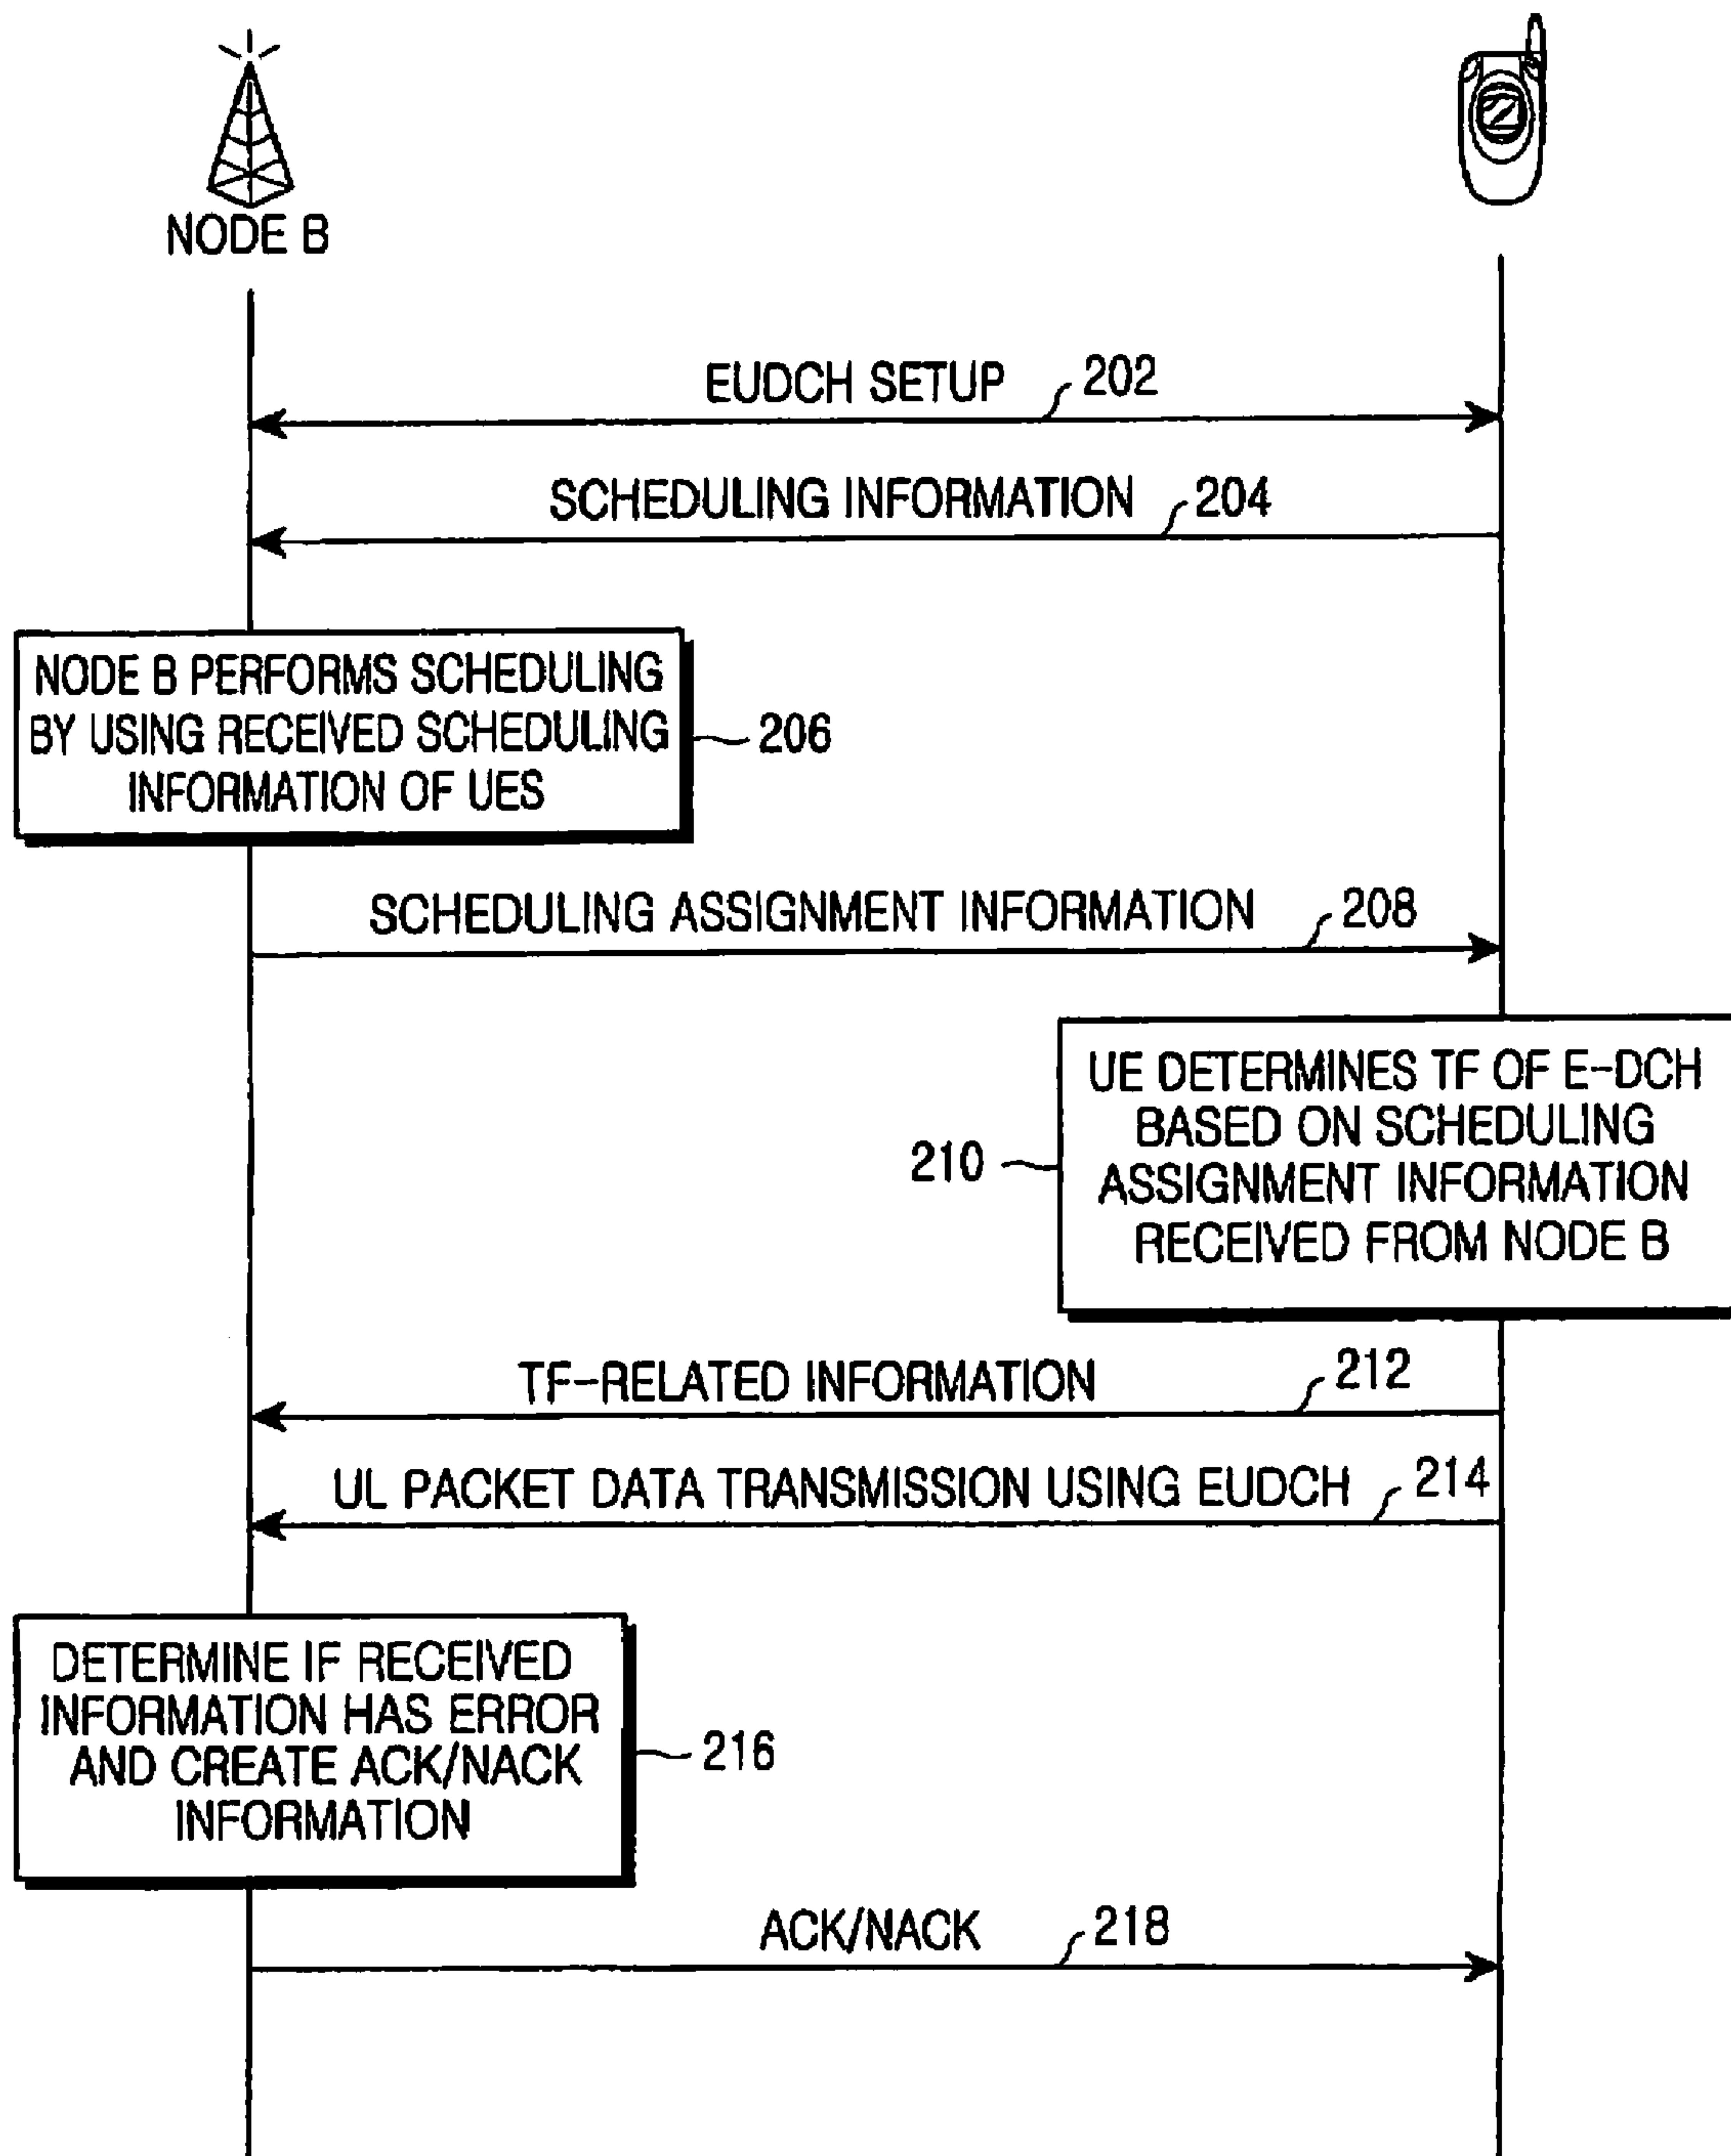 NODE B
EUDCH SETUP 202
SCHEDULING INFORMATION 204
NODE B PERFORMS SCHEDULING
BY USING RECEIVED SCHEDULING
INFORMATION OF UES
206
SCHEDULING ASSIGNMENT INFORMATION 208
UE DETERMINES TF OF E-DCH
BASED ON SCHEDULING
ASSIGNMENT INFORMATION
RECEIVED FROM NODE B
210
TF-RELATED INFORMATION 212
UL PACKET DATA TRANSMISSION USING EUDCH 214
DETERMINE IF RECEIVED
INFORMATION HAS ERROR
AND CREATE ACK/NACK
INFORMATION
216
ACK/NACK 218